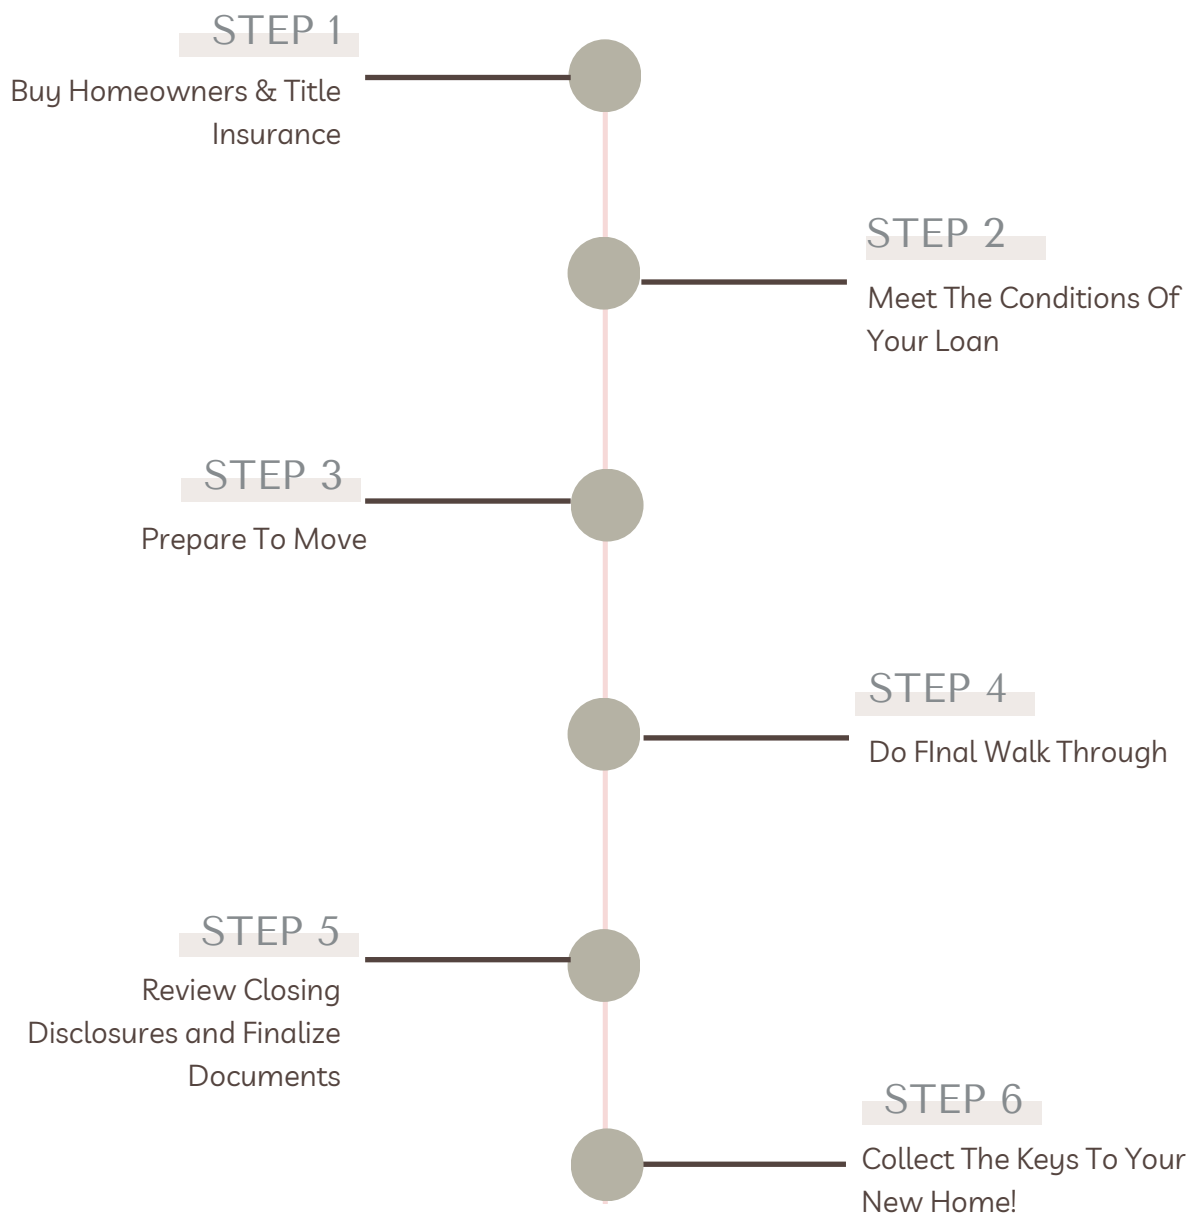 STEP 1
Buy Homeowners & Title
Insurance
STEP 2
Meet The Conditions Of
Your Loan
STEP 3
Prepare To Move
STEP 4
Do FInal Walk Through
STEP 5
Review Closing
Disclosures and Finalize
Documents
STEP 6
Collect The Keys To Your
New Home!